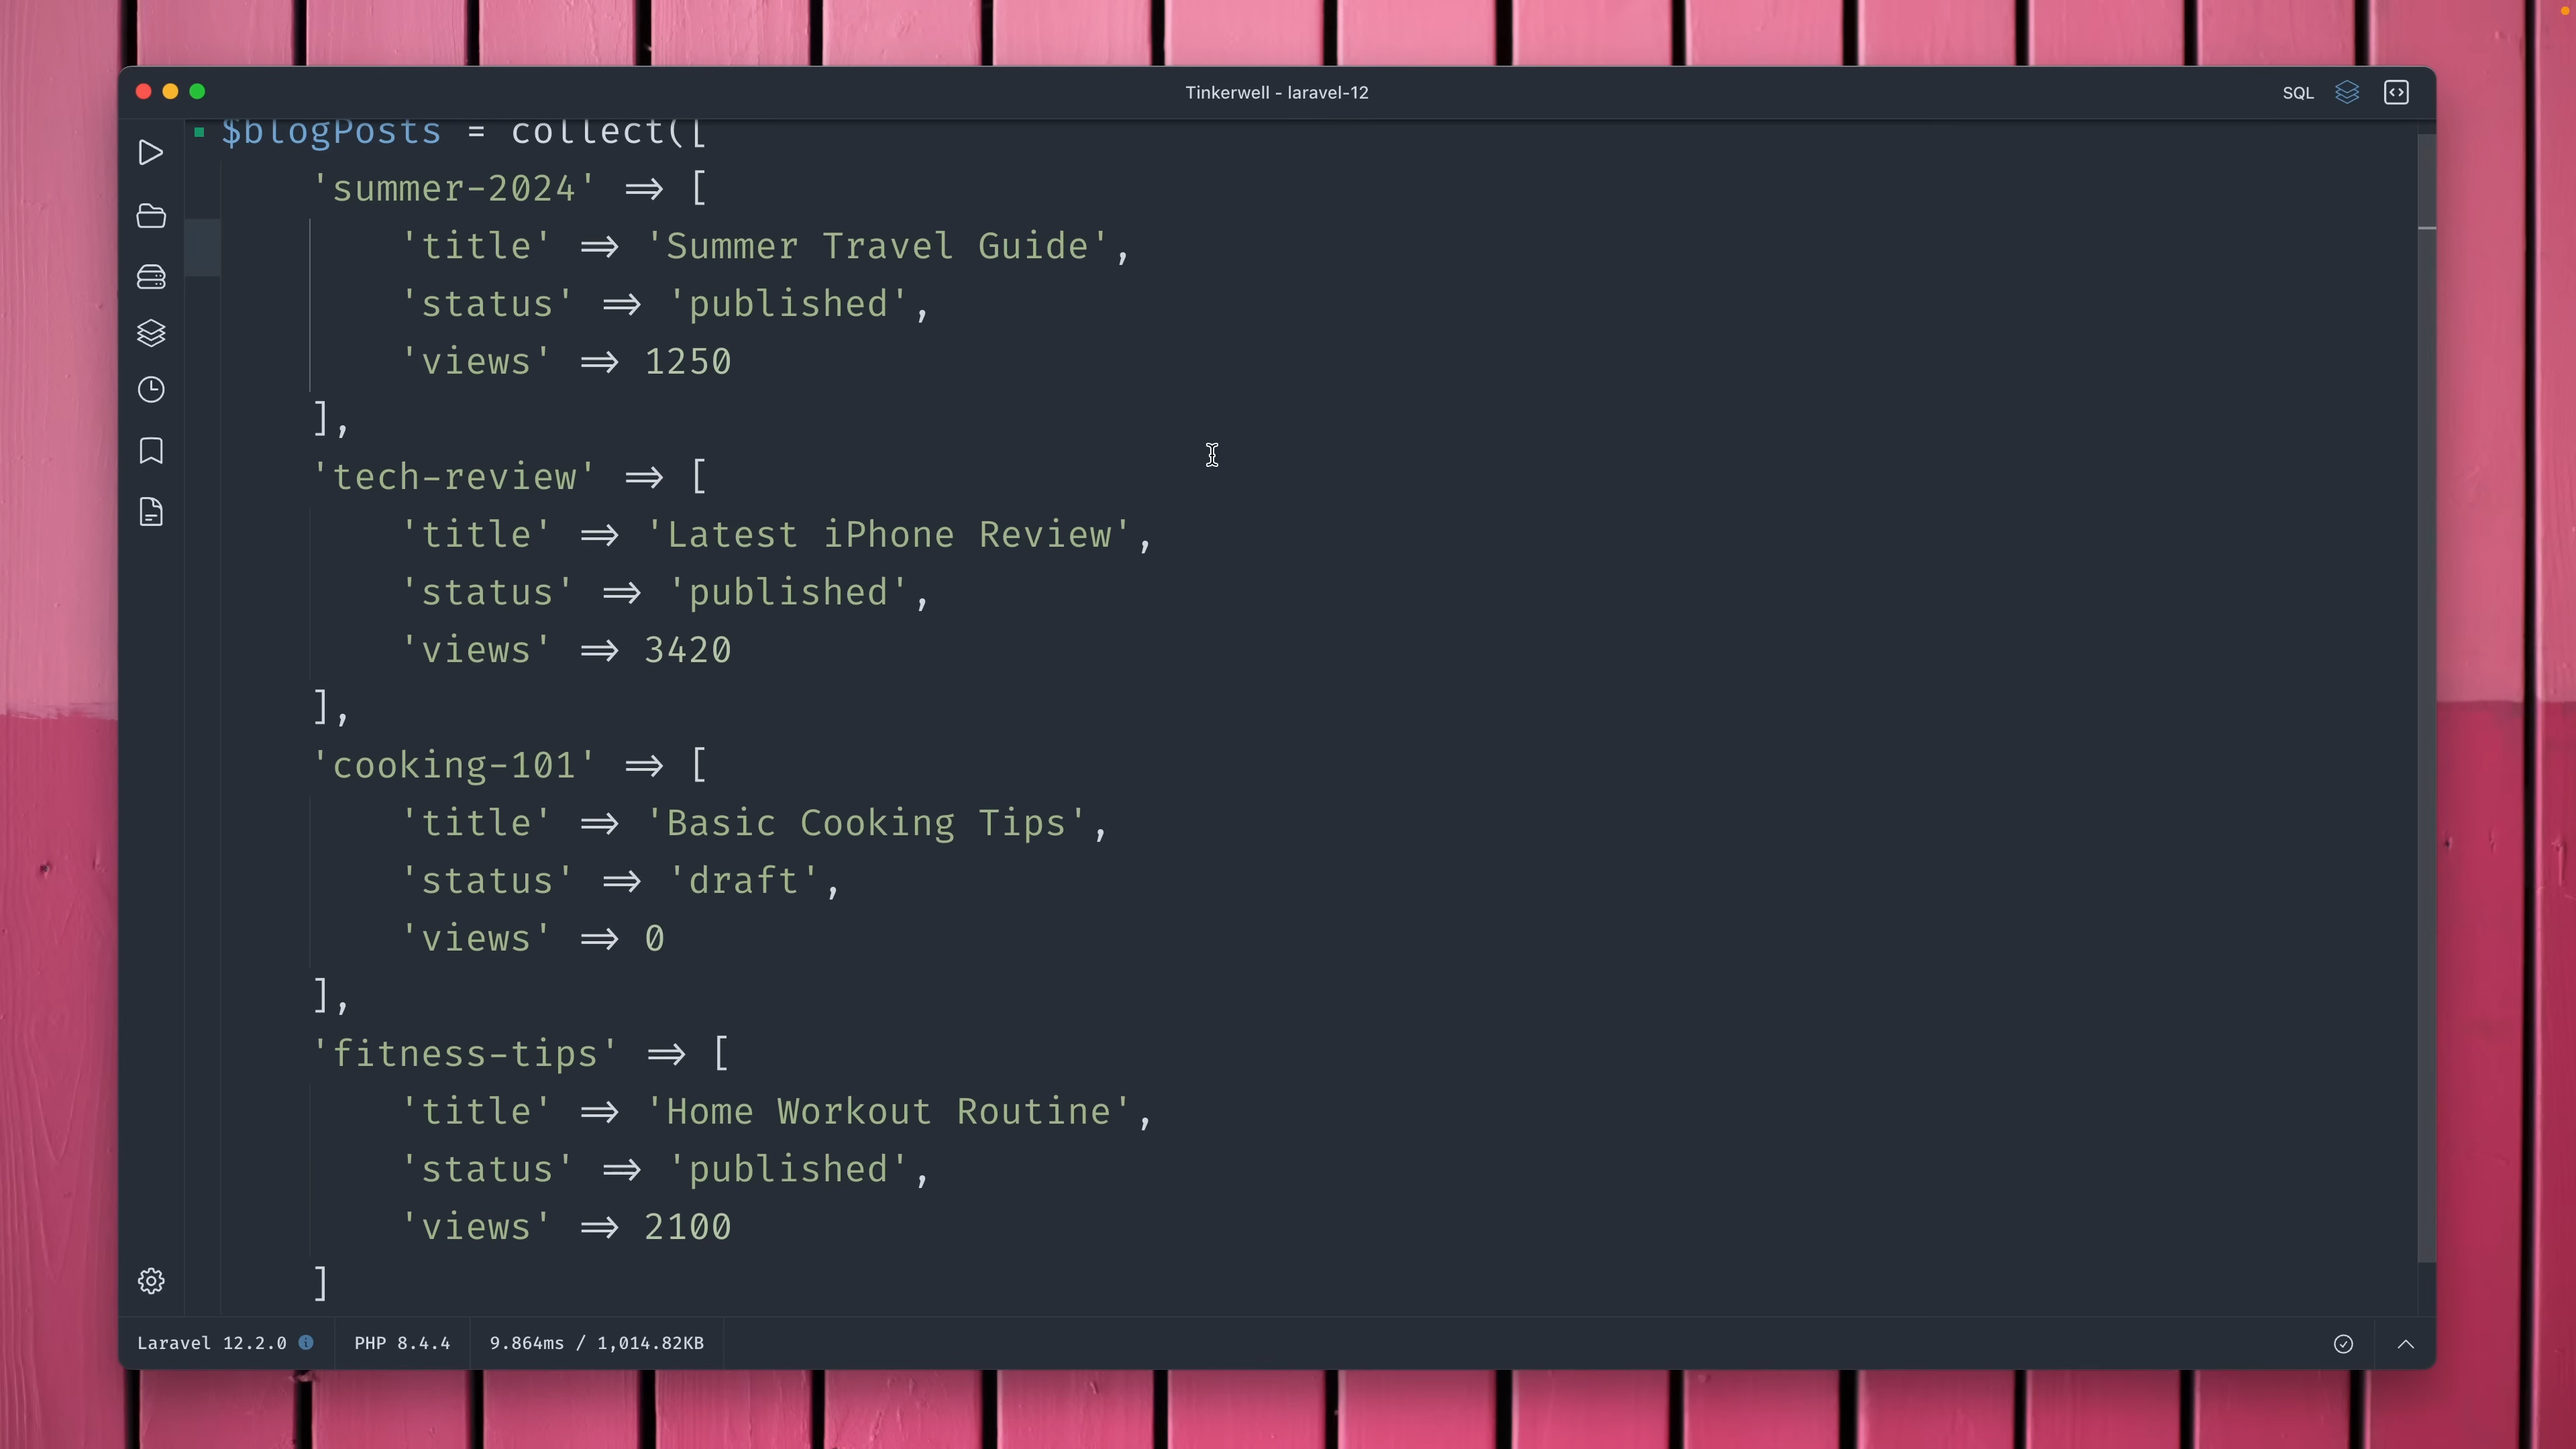 Tinkerwell - laravel-12
SQL
$blogPosts = collect([
'summer-2024' => [
'title' => 'Summer Travel Guide',
'status' => 'published',
'views' => 1250
],
'tech-review' => [
'title' => 'Latest iPhone Review',
'status' => 'published',
'views' => 3420
],
'cooking-101' => [
'title' => 'Basic Cooking Tips',
'status' => 'draft',
'views' => 0
],
'fitness-tips' => [
'title' => 'Home Workout Routine',
'status' => 'published',
'views' => 2100
]
Laravel 12.2.0
PHP 8.4.4
9.864ms / 1,014.82KB